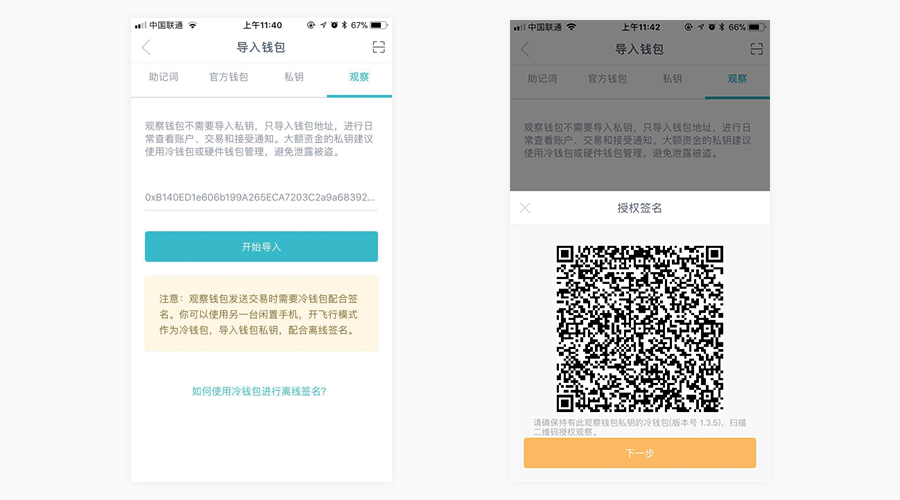 中国联通
上午11:40
67%
导入钱包
助记词
官方钱包
私钥
观察
观察钱包不需要导入私钥，只导入钱包地址，进行日
常查看账户、交易和接受通知。大额资金的私钥建议
使用冷钱包或硬件钱包管理，避免泄露被盗。
0xB140ED1e606b199A265ECA7203C2a9a68392...
开始导入
注意：观察钱包发送交易时需要冷钱包配合签
名。你可以使用另一台闲置手机，开飞行模式
作为冷钱包，导入钱包私钥，配合离线签名。
如何使用冷钱包进行离线签名?
中国联通
上午11:42
66%
导入钱包
助记词
官方钱包
私钥
观察
观察钱包不需要导入私钥，只导入钱包地址，进行日
常查看账户、交易和接受通知。大额资金的私钥建议
使用冷钱包或硬件钱包管理，避免泄露被盗。
授权签名
请确保持有此观察钱包私钥的冷钱包(版本号 1.3.5)，扫描
二维码授权观察。
下一步